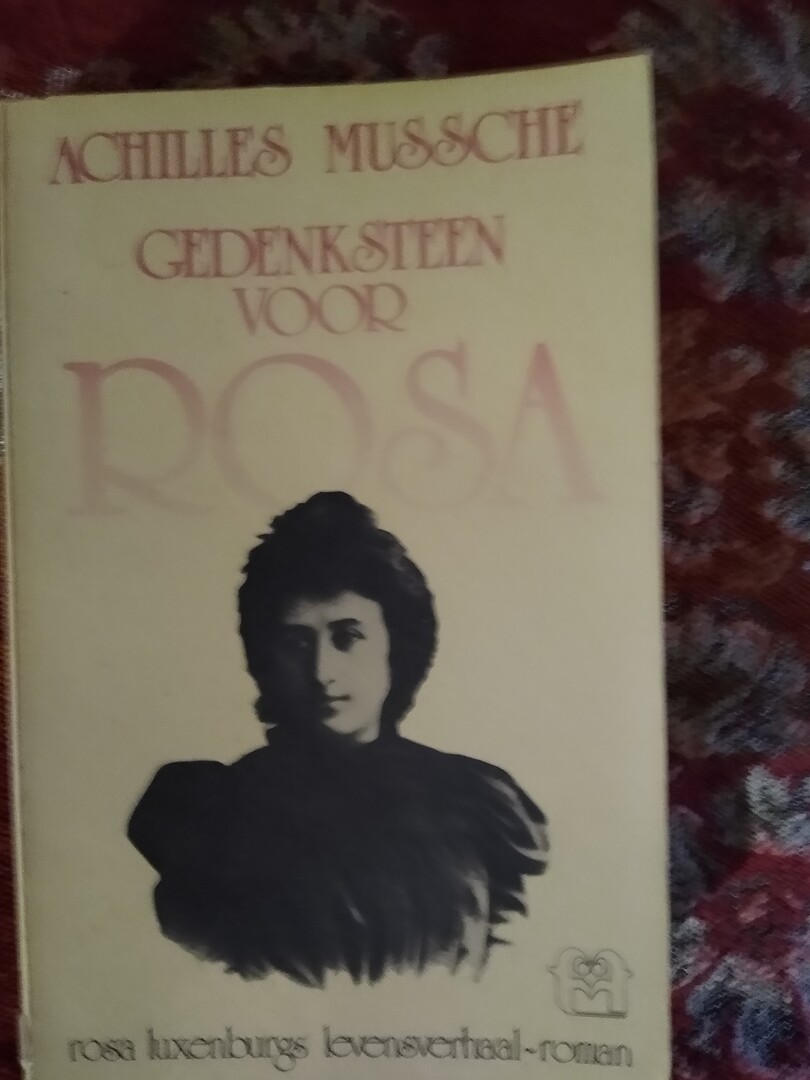 ACHILLES MUSSCHE
GEDENKSTEEN
VOOR
ROSA
rosa luxenburgs levensverhaal-roman